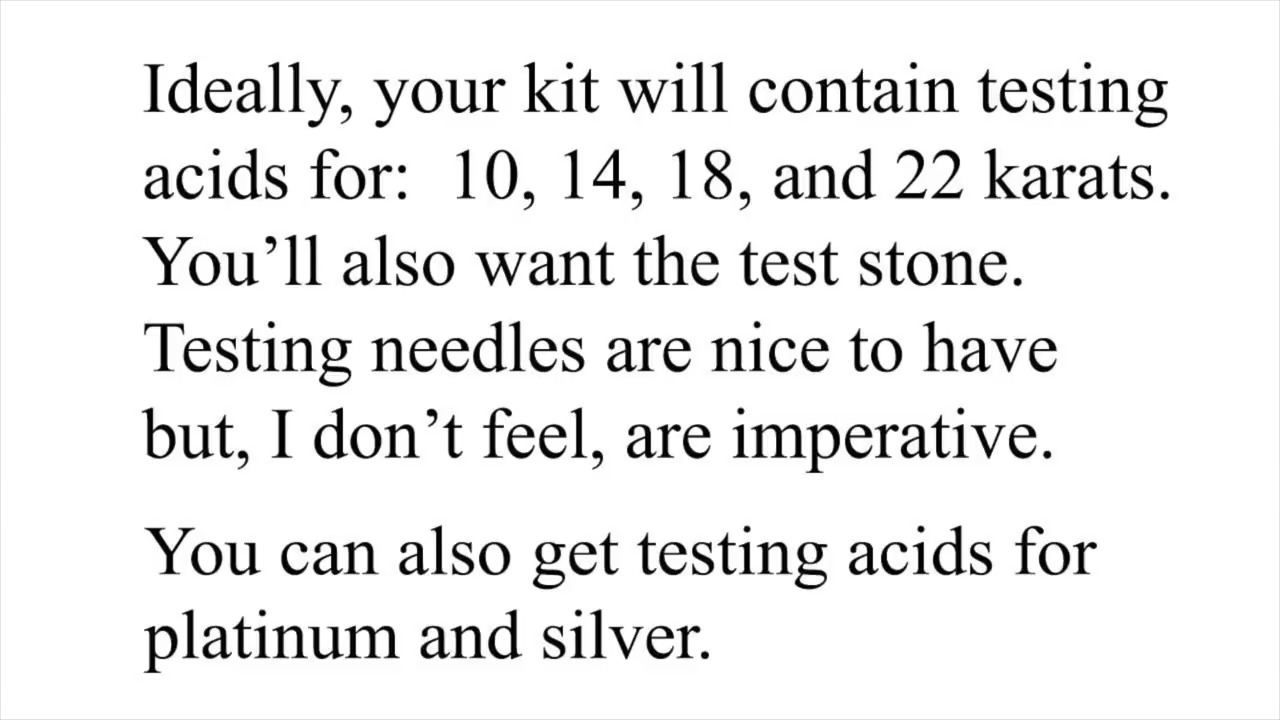 Ideally, your kit will contain testing
acids for:  10, 14, 18, and 22 karats.
You’ll also want the test stone.
Testing needles are nice to have
but, I don’t feel, are imperative.
You can also get testing acids for
platinum and silver.